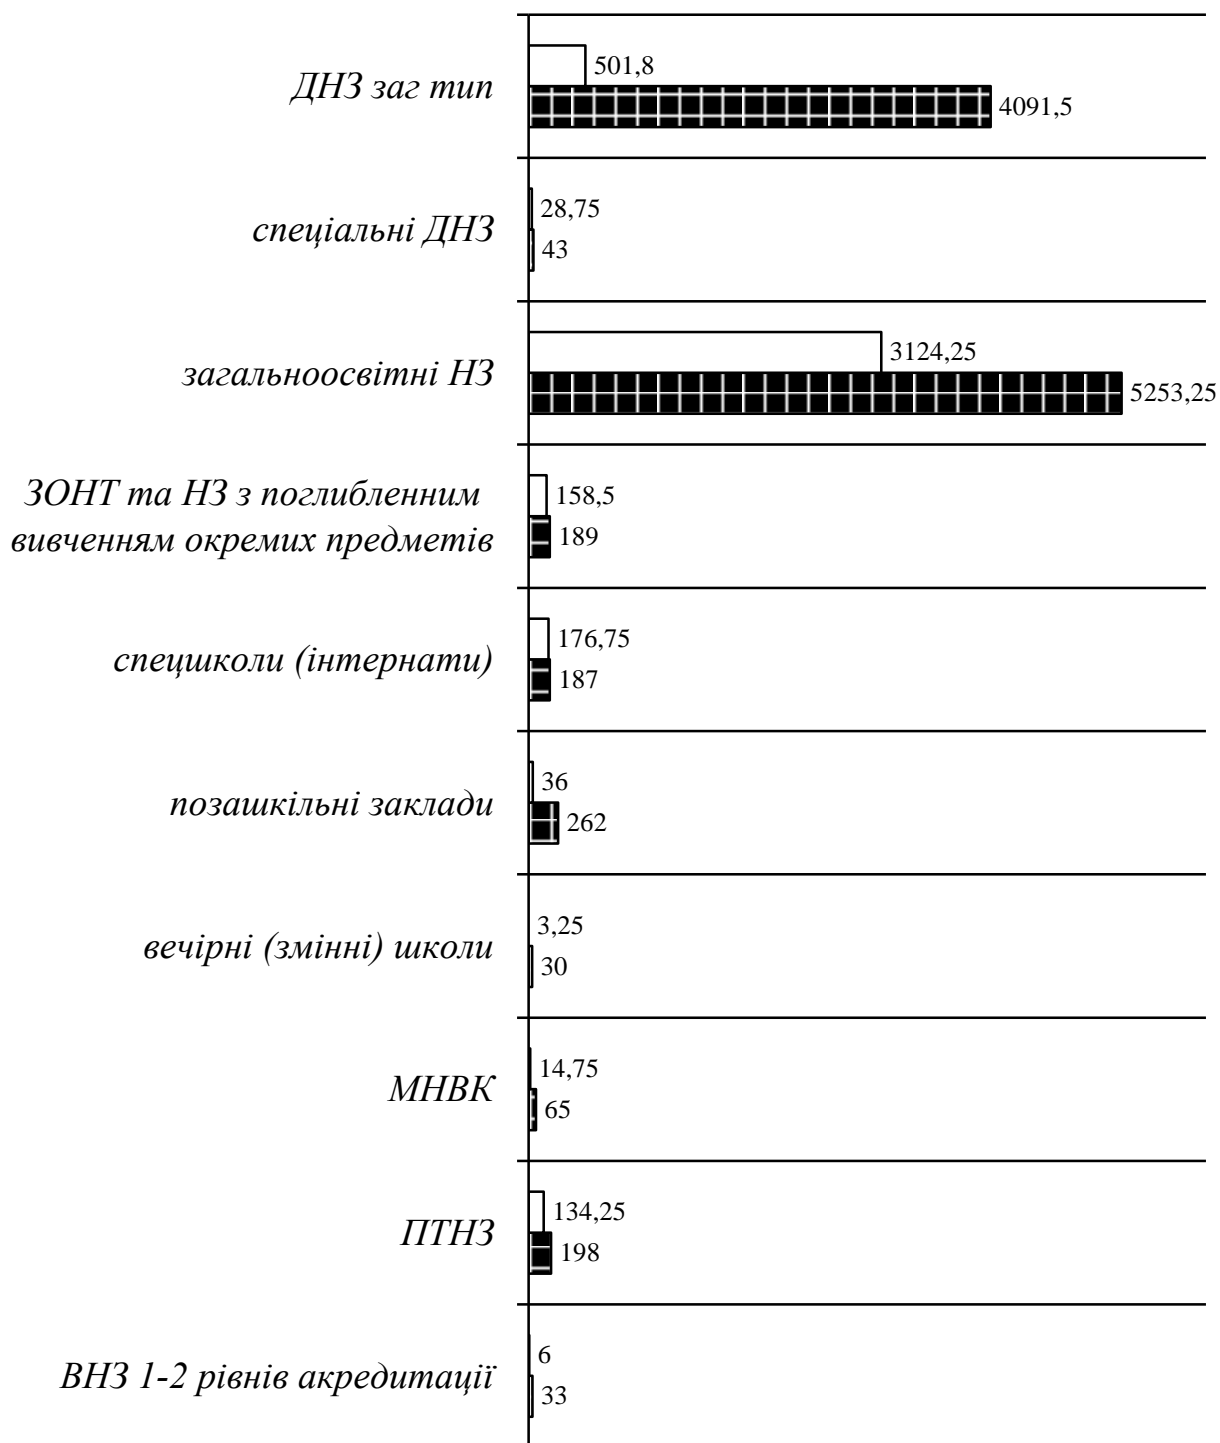 501,8
ДНЗ заг тип
4091,5
28,75
спеціальні ДНЗ
43
3124,25
загальноосвітні НЗ
5253,25
ЗОНТ та НЗ з поглибленним
158,5
вивченням окремих предметів
189
176,75
спецшколи (інтернати)
187
36
позашкільні заклади
262
3,25
вечірні (змінні) школи
30
14,75
МНВК
65
134,25
ПТНЗ
198
6
ВНЗ 1-2 рівнів акредитації
33